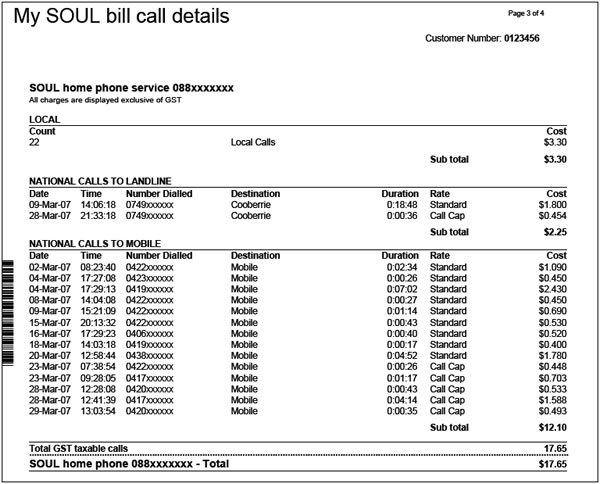 My SOUL bill call details
Page 3 of 4
Customer Number: 0123456
SOUL home phone service 088xxxxxxx
All charges are displayed exclusive of GST
LOCAL
Count Cost
22 Local Calls $3.30
Sub total $3.30
NATIONAL CALLS TO LANDLINE
Date Time Number Dialled Destination Duration Rate Cost
09-Mar-07 14:06:18 0749xxxxxx Cooberrie 0:18:48 Standard $1.800
28-Mar-07 21:33:18 0749xxxxxx Cooberrie 0:00:36 Call Cap $0.454
Sub total $2.25
NATIONAL CALLS TO MOBILE
Date Time Number Dialled Destination Duration Rate Cost
02-Mar-07 08:23:40 0422xxxxxx Mobile 0:02:34 Standard $1.090
04-Mar-07 17:27:08 0423xxxxxx Mobile 0:00:26 Standard $0.450
04-Mar-07 17:29:13 0419xxxxxx Mobile 0:07:02 Standard $2.430
08-Mar-07 14:04:08 0422xxxxxx Mobile 0:00:27 Standard $0.450
09-Mar-07 15:21:09 0422xxxxxx Mobile 0:01:14 Standard $0.690
15-Mar-07 20:13:32 0422xxxxxx Mobile 0:00:43 Standard $0.530
16-Mar-07 17:29:23 0406xxxxxx Mobile 0:00:40 Standard $0.520
18-Mar-07 14:03:18 0419xxxxxx Mobile 0:00:17 Standard $0.400
20-Mar-07 12:58:44 0438xxxxxx Mobile 0:04:52 Standard $1.780
23-Mar-07 07:38:54 0422xxxxxx Mobile 0:00:26 Call Cap $0.448
23-Mar-07 09:28:05 0417xxxxxx Mobile 0:01:17 Call Cap $0.703
28-Mar-07 12:28:08 0420xxxxxx Mobile 0:00:43 Call Cap $0.533
28-Mar-07 12:41:39 0417xxxxxx Mobile 0:04:14 Call Cap $1.588
29-Mar-07 13:03:54 0420xxxxxx Mobile 0:00:35 Call Cap $0.493
Sub total $12.10
Total GST taxable calls 17.65
SOUL home phone 088xxxxxxx - Total $17.65